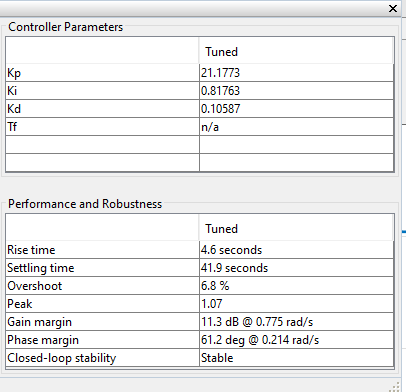 Controller Parameters
Tuned
Kp 21.1773
Ki 0.81763
Kd 0.10587
Tf n/a
Performance and Robustness
Tuned
Rise time 4.6 seconds
Settling time 41.9 seconds
Overshoot 6.8 %
Peak 1.07
Gain margin 11.3 dB @ 0.775 rad/s
Phase margin 61.2 deg @ 0.214 rad/s
Closed-loop stability Stable